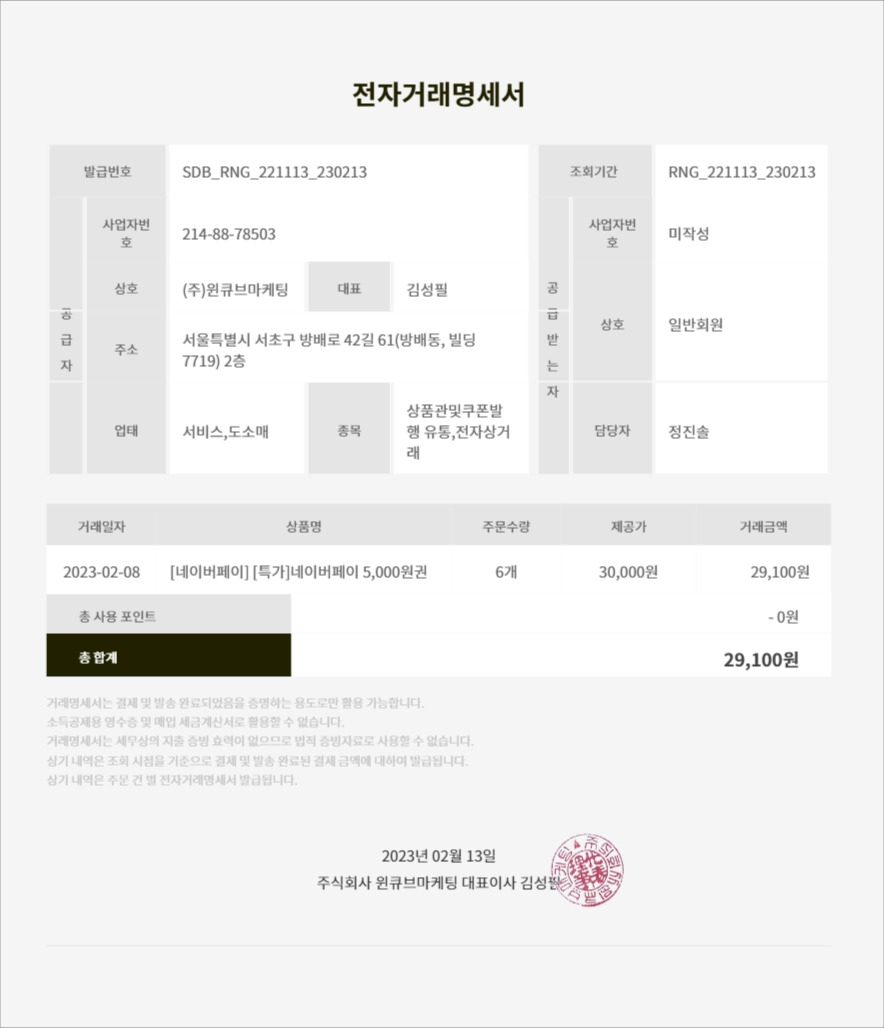 전자거래명세서
발급번호 SDB_RNG_221113_230213 조회기간 RNG_221113_230213
공급자 공급받는자
사업자번호 214-88-78503 사업자번호 미작성
상호 (주)윈큐브마케팅 대표 김성필 상호 일반회원
주소 서울특별시 서초구 방배로 42길 61(방배동, 빌딩
7719) 2층
업태 서비스,도소매 종목 상품관및쿠폰발
행 유통,전자상거
래
담당자 정진솔
거래일자 상품명 주문수량 제공가 거래금액
2023-02-08 [네이버페이] [특가]네이버페이 5,000원권 6개 30,000원 29,100원
총 사용 포인트 - 0원
총 합계 29,100원
거래명세서는 결제 및 발송 완료되었음을 증명하는 용도로만 활용 가능합니다.
소득공제용 영수증 및 매입 세금계산서로 활용할 수 없습니다.
거래명세서는 세무상의 지출 증빙 효력이 없으므로 법적 증빙자료로 사용할 수 없습니다.
상기 내역은 조회 시점을 기준으로 결제 및 발송 완료된 결제 금액에 대하여 발급됩니다.
상기 내역은 주문 건 별 전자거래명세서 발급됩니다.
2023년 02월 13일
주식회사 윈큐브마케팅 대표이사 김성필